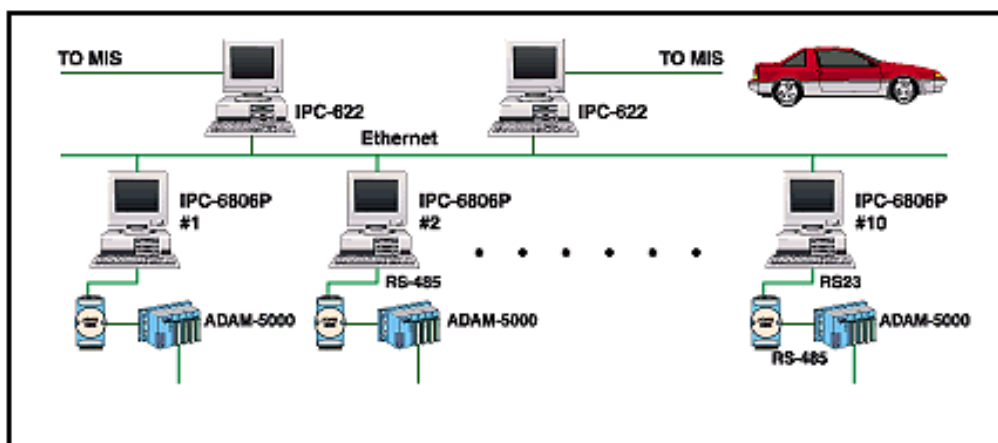 TO MIS
TO MIS
IPC-622
IPC-622
Ethernet
IPC-6806P
#1
IPC-6806P
#2
IPC-6806P
#10
RS-485
RS23
ADAM-5000
ADAM-5000
ADAM-5000
RS-485